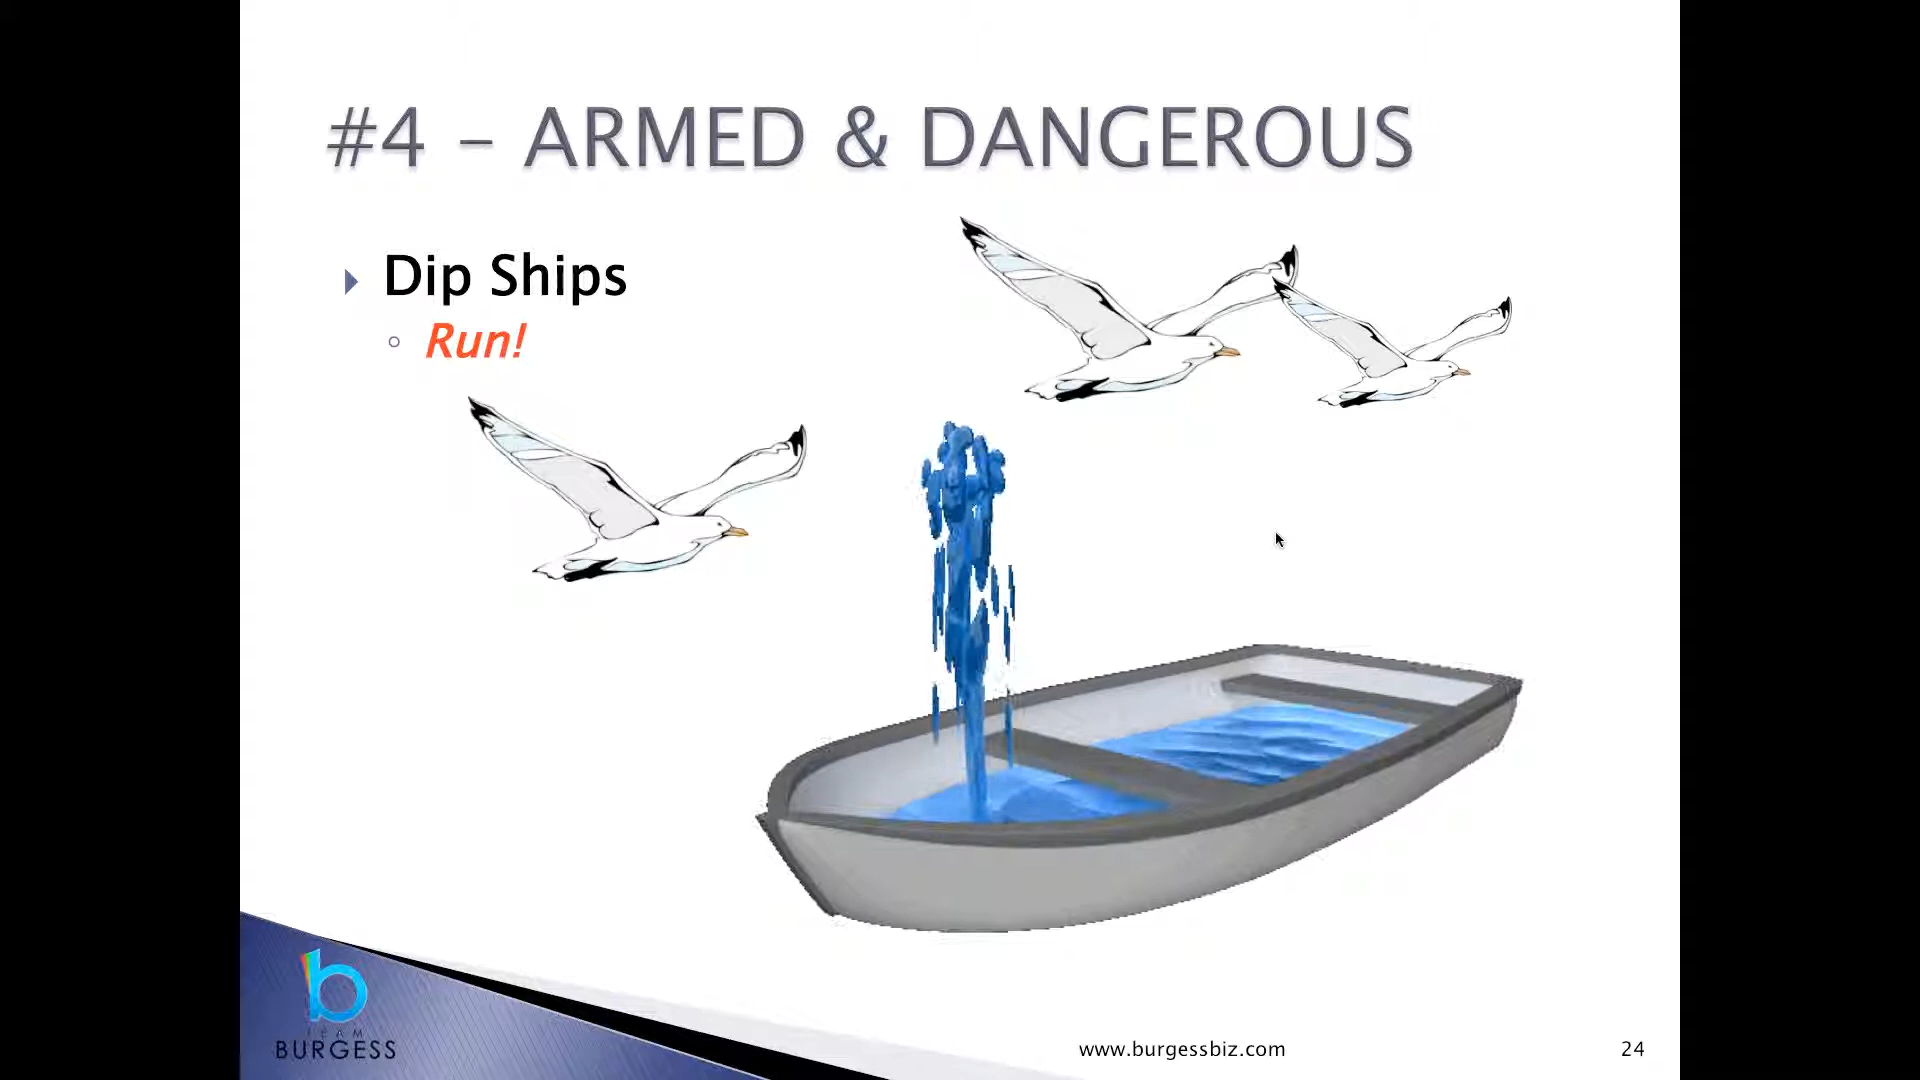 #4 – ARMED & DANGEROUS
Dip Ships
Run!
TEAM
BURGESS
www.burgessbiz.com
24